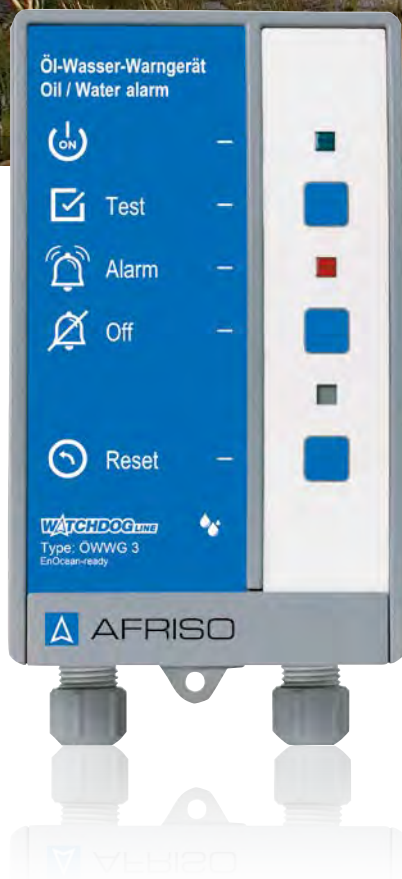 Öl-Wasser-Warngerät
Oil / Water alarm
ON
Test
Alarm
Off
Reset
WATCHDOG LINE
Type: ÖWWG 3
EnOcean-ready
AFRISO